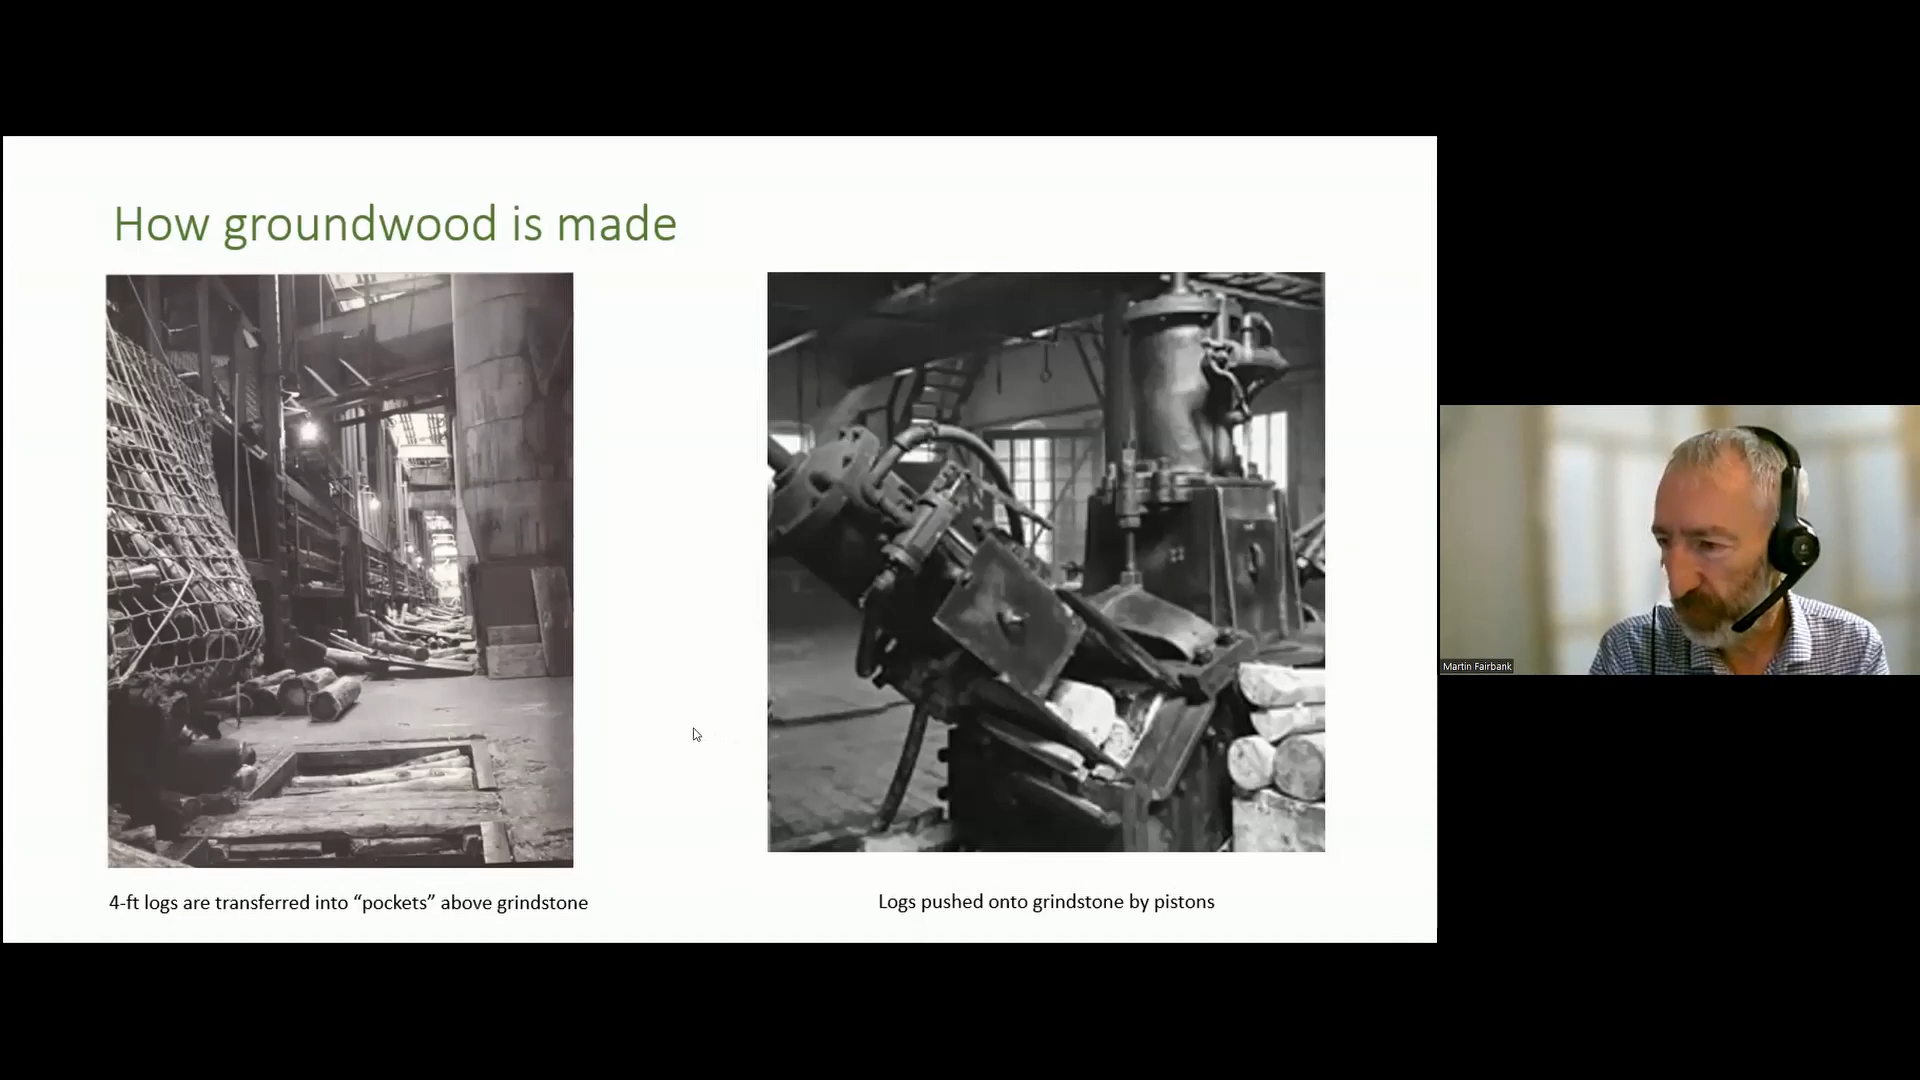 How groundwood is made
4-ft logs are transferred into “pockets” above grindstone
Logs pushed onto grindstone by pistons
Martin Fairbank